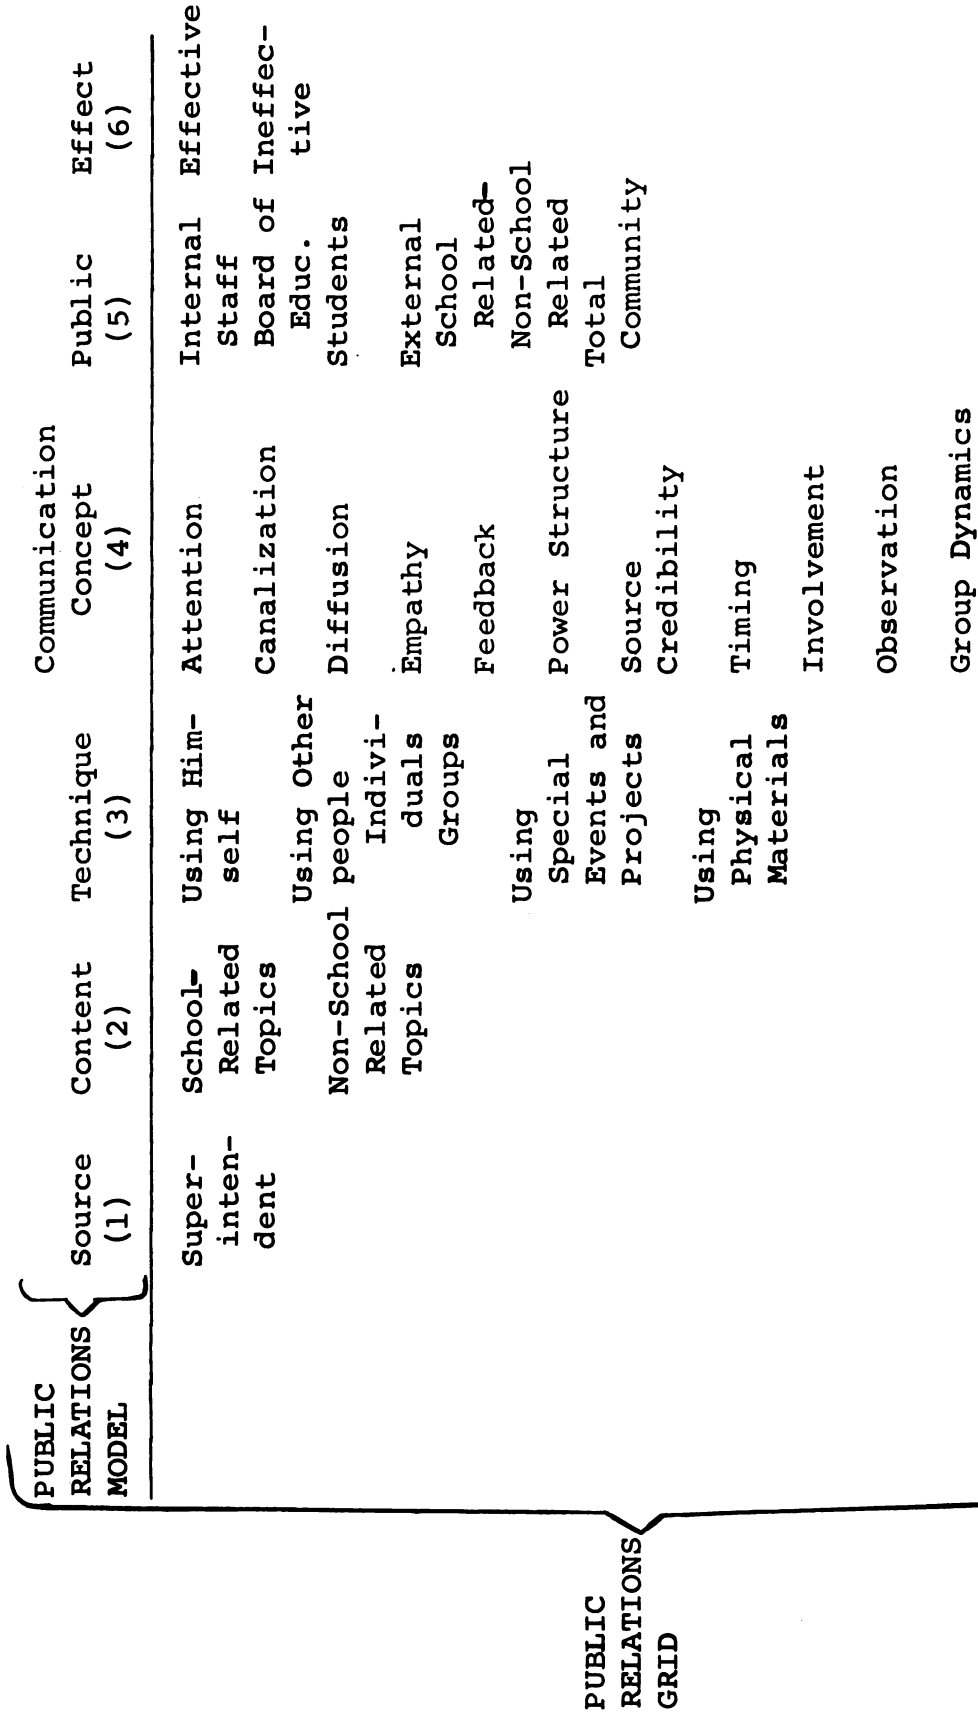 Communication
PUBLIC
RELATIONS Source Content Technique Concept Public Effect
MODEL (1) (2) (3) (4) (5) (6)
Super- School- Using Him- Attention Internal Effective
inten- Related self Staff
dent Topics Canalization Board of Ineffec-
Using Other Educ. tive
Non-School people Diffusion Students
Related Indivi-
Topics duals Empathy External
Groups School
Feedback Related-
Using Non-School
Special Power Structure Related
PUBLIC Events and Total
RELATIONS Projects Source Community
GRID Credibility
Using
Physical Timing
Materials
Involvement
Observation
Group Dynamics